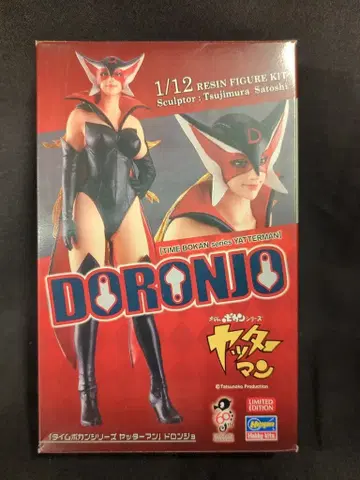 1/12 RESIN FIGURE KIT
Sculptor : Tsujimura Satoshi
D
[TIME BOKAN series YATTERMAN]
DORONJO
タイムボカンシリーズ
ヤッター
マン
© Tatsunoko Production
LIMITED
EDITION
Hasegawa
Hobby Kits
「タイムボカンシリーズ ヤッターマン」 ドロンジョ